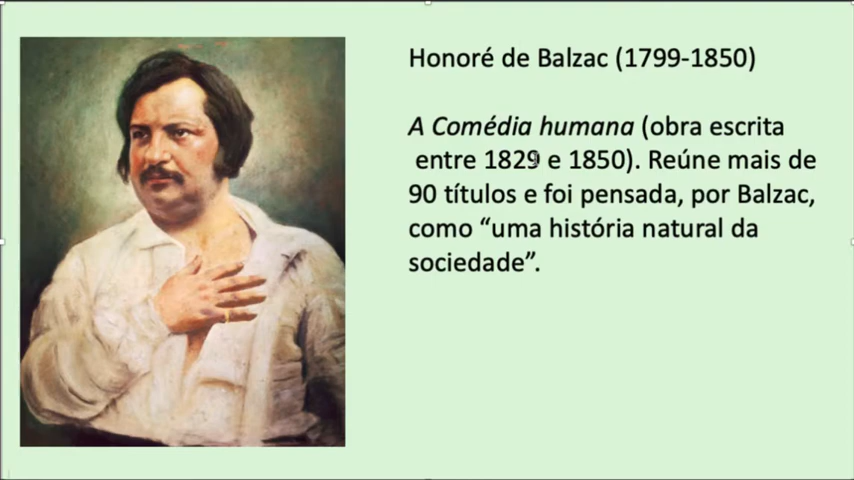 Honoré de Balzac (1799-1850)
A Comédia humana (obra escrita
entre 1829 e 1850). Reúne mais de
90 títulos e foi pensada, por Balzac,
como “uma história natural da
sociedade”.